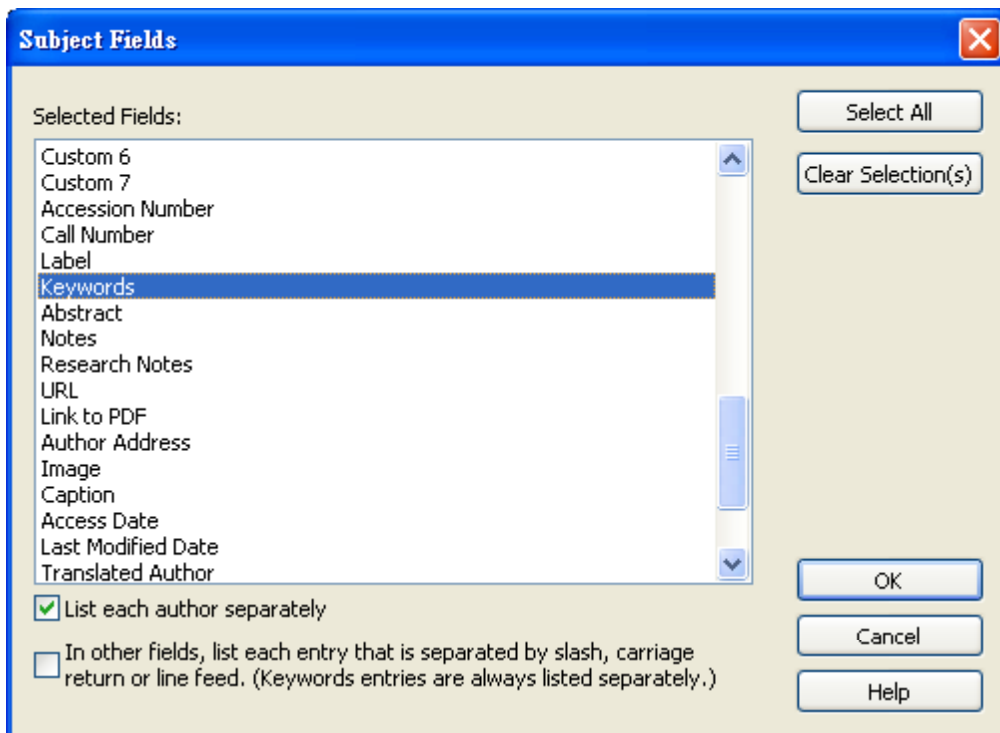 Subject Fields
Selected Fields:
Select All
Clear Selection(s)
Custom 6
Custom 7
Accession Number
Call Number
Label
Keywords
Abstract
Notes
Research Notes
URL
Link to PDF
Author Address
Image
Caption
Access Date
Last Modified Date
Translated Author
List each author separately
In other fields, list each entry that is separated by slash, carriage
return or line feed. (Keywords entries are always listed separately.)
OK
Cancel
Help